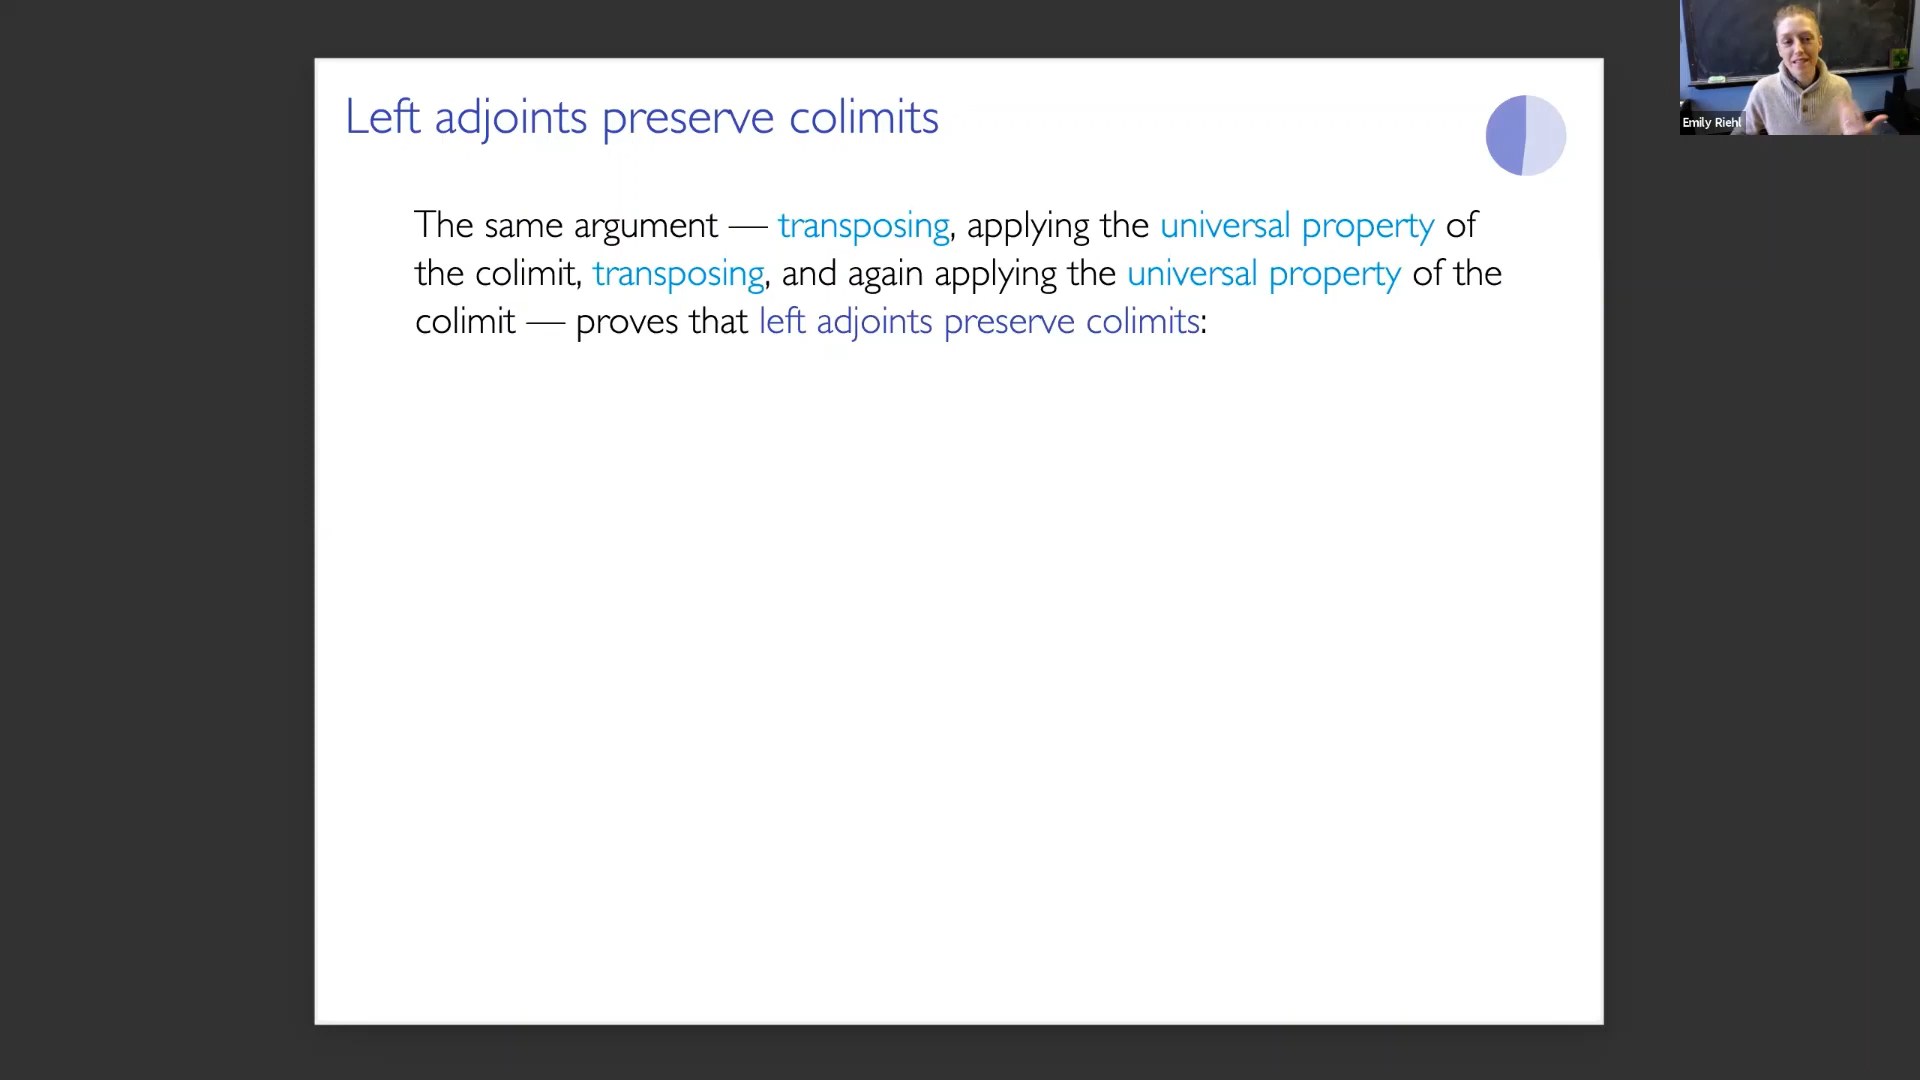 Left adjoints preserve colimits
The same argument — transposing, applying the universal property of
the colimit, transposing, and again applying the universal property of the
colimit — proves that left adjoints preserve colimits:
Emily Riehl